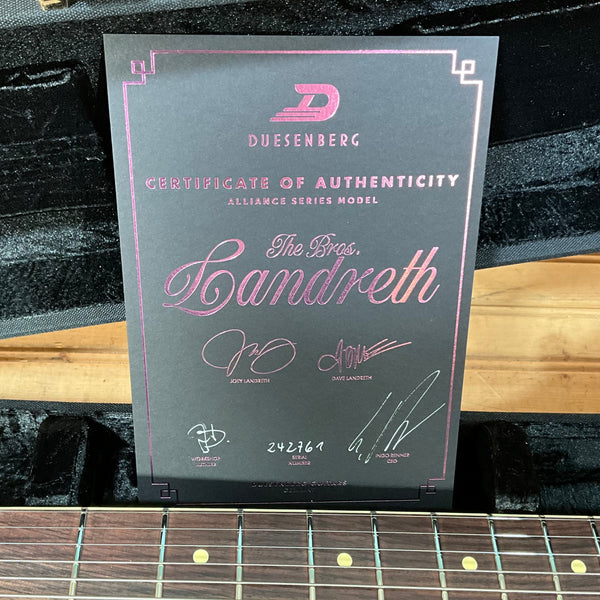 D
DUESENBERG
CERTIFICATE OF AUTHENTICITY
ALLIANCE SERIES MODEL
The Bros.
Landreth
JOEY LANDRETH
DAVE LANDRETH
242761
SERIAL
NUMBER
INGO RENNER
CEO